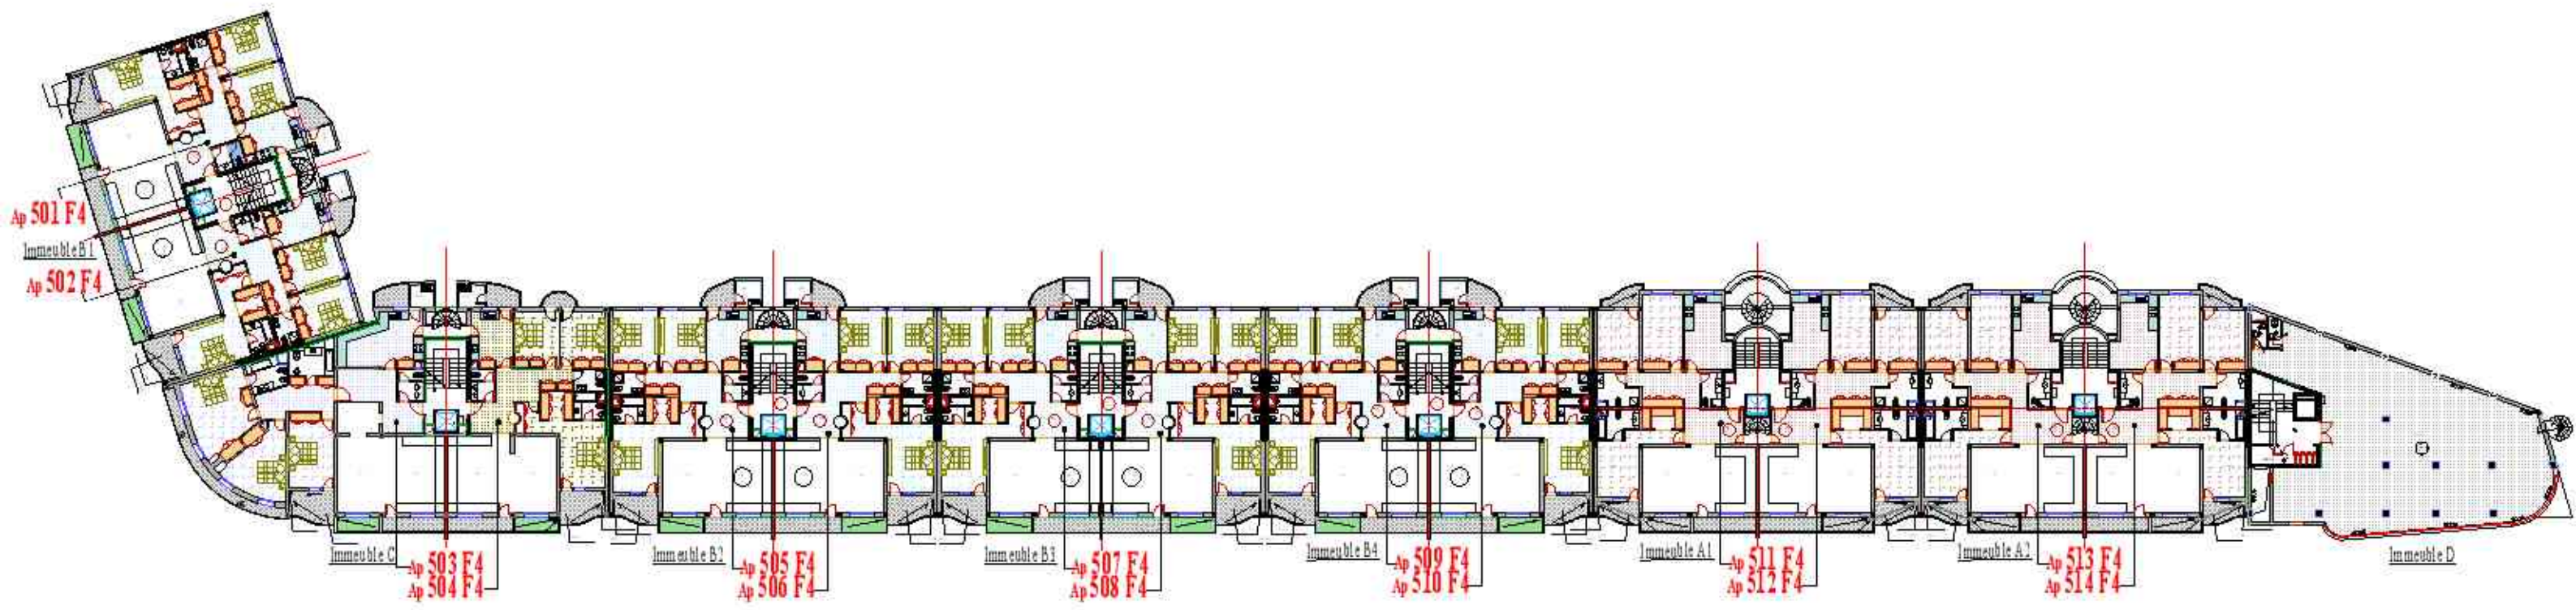 Ap 501 F4
Immeuble B1
Ap 502 F4
Immeuble C
Ap 503 F4
Ap 504 F4
Immeuble B2
Ap 505 F4
Ap 506 F4
Immeuble B3
Ap 507 F4
Ap 508 F4
Immeuble B4
Ap 509 F4
Ap 510 F4
Immeuble A1
Ap 511 F4
Ap 512 F4
Immeuble A2
Ap 513 F4
Ap 514 F4
Immeuble D